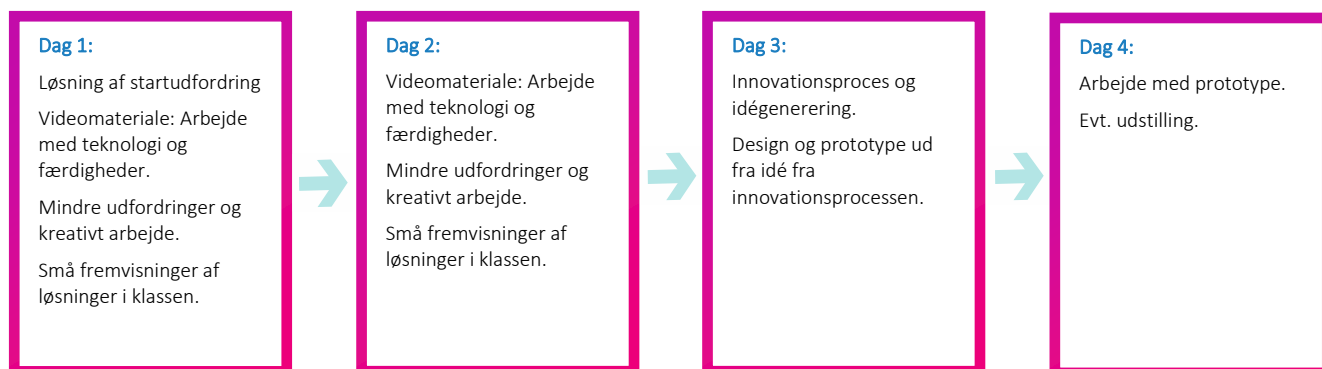 Dag 1:
Løsning af startudfordring
Videomateriale: Arbejde
med teknologi og
færdigheder.
Mindre udfordringer og
kreativt arbejde.
Små fremvisninger af
løsninger i klassen.
Dag 2:
Videomateriale: Arbejde
med teknologi og
færdigheder.
Mindre udfordringer og
kreativt arbejde.
Små fremvisninger af
løsninger i klassen.
Dag 3:
Innovationsproces og
idégenerering.
Design og prototype ud
fra idé fra
innovationsprocessen.
Dag 4:
Arbejde med prototype.
Evt. udstilling.